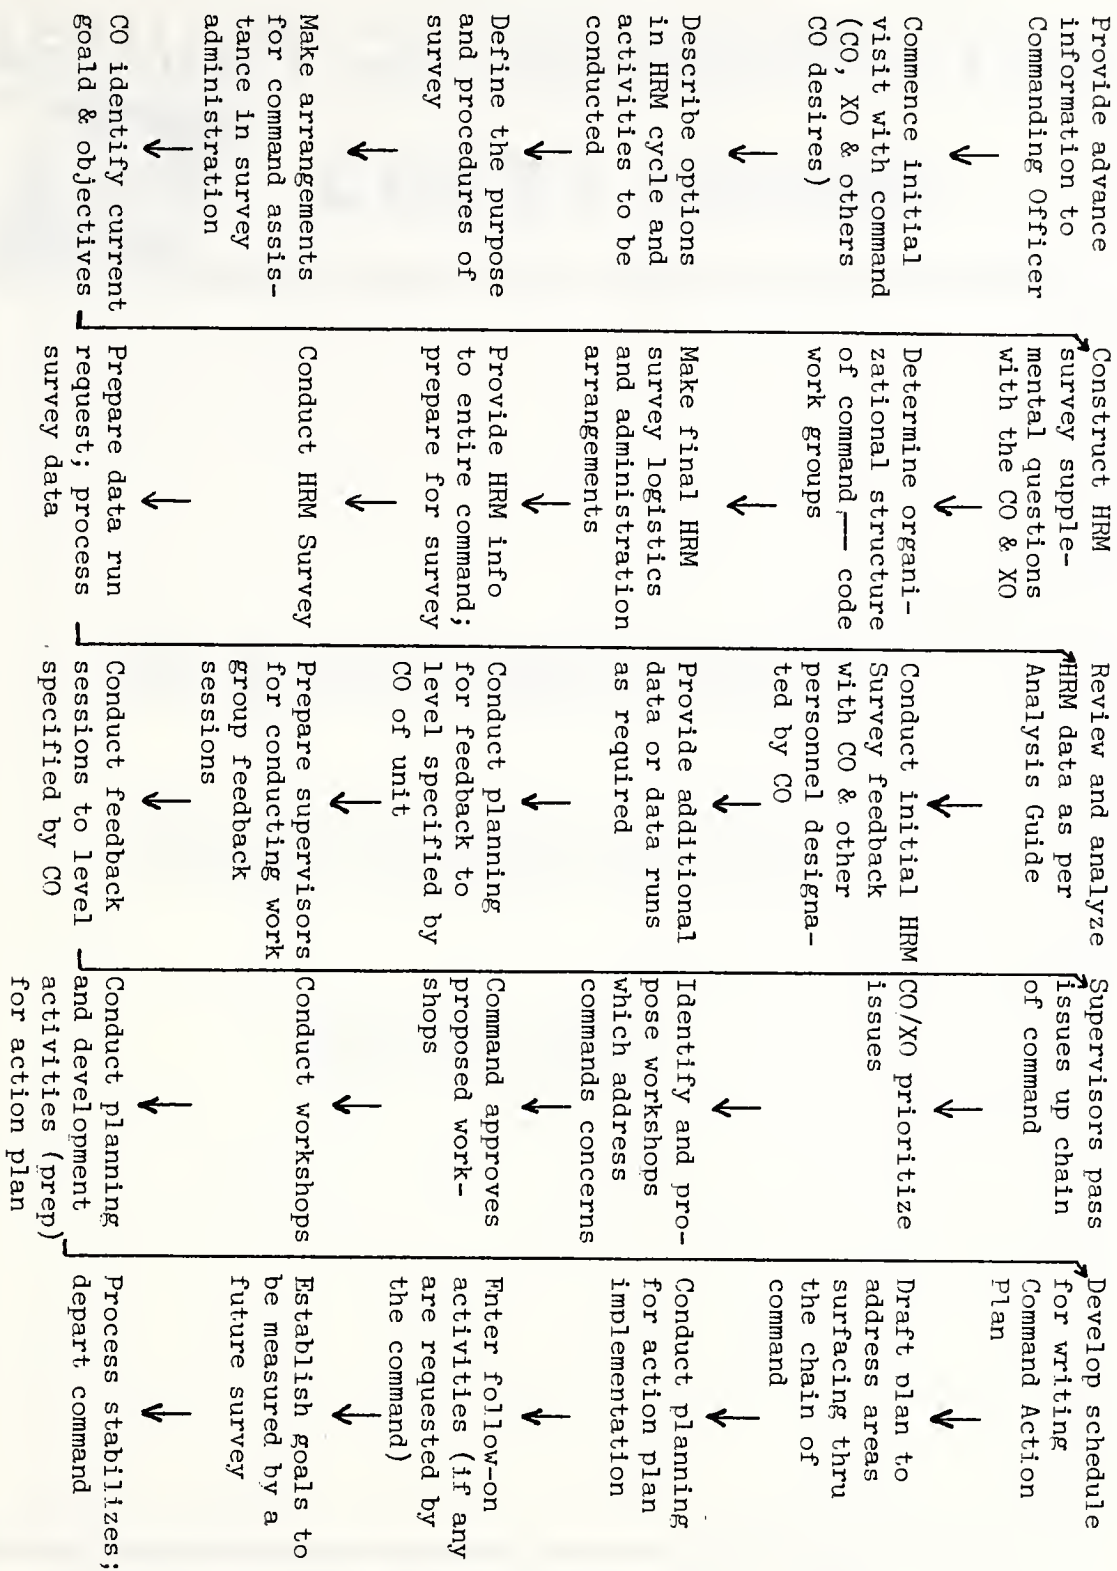 Provide advance
information to
Commanding Officer
Commence initial
visit with command
(CO, XO & others
CO desires)
Describe options
in HRM cycle and
activities to be
conducted
Define the purpose
and procedures of
survey
Make arrangements
for command assis-
tance in survey
administration
CO identify current
goald & objectives
Construct HRM
survey supple-
mental questions
with the CO & XO
Determine organi-
zational structure
of command — code
work groups
Make final HRM
survey logistics
and administration
arrangements
Provide HRM info
to entire command;
prepare for survey
Conduct HRM Survey
Prepare data run
request; process
survey data
Review and analyze
HRM data as per
Analysis Guide
Conduct initial HRM
Survey feedback
with CO & other
personnel designa-
ted by CO
Provide additional
data or data runs
as required
Conduct planning
for feedback to
level specified by
CO of unit
Prepare supervisors
for conducting work
group feedback
sessions
Conduct feedback
sessions to level
specified by CO
Supervisors pass
issues up chain
of command
CO/XO prioritize
issues
Identify and pro-
pose workshops
which address
commands concerns
Command approves
proposed work-
shops
Conduct workshops
Conduct planning
and development
activities (prep)
for action plan
Develop schedule
for writing
Command Action
Plan
Draft plan to
address areas
surfacing thru
the chain of
command
Conduct planning
for action plan
implementation
Enter follow-on
activities (if any
are requested by
the command)
Establish goals to
be measured by a
future survey
Process stabilizes;
depart command